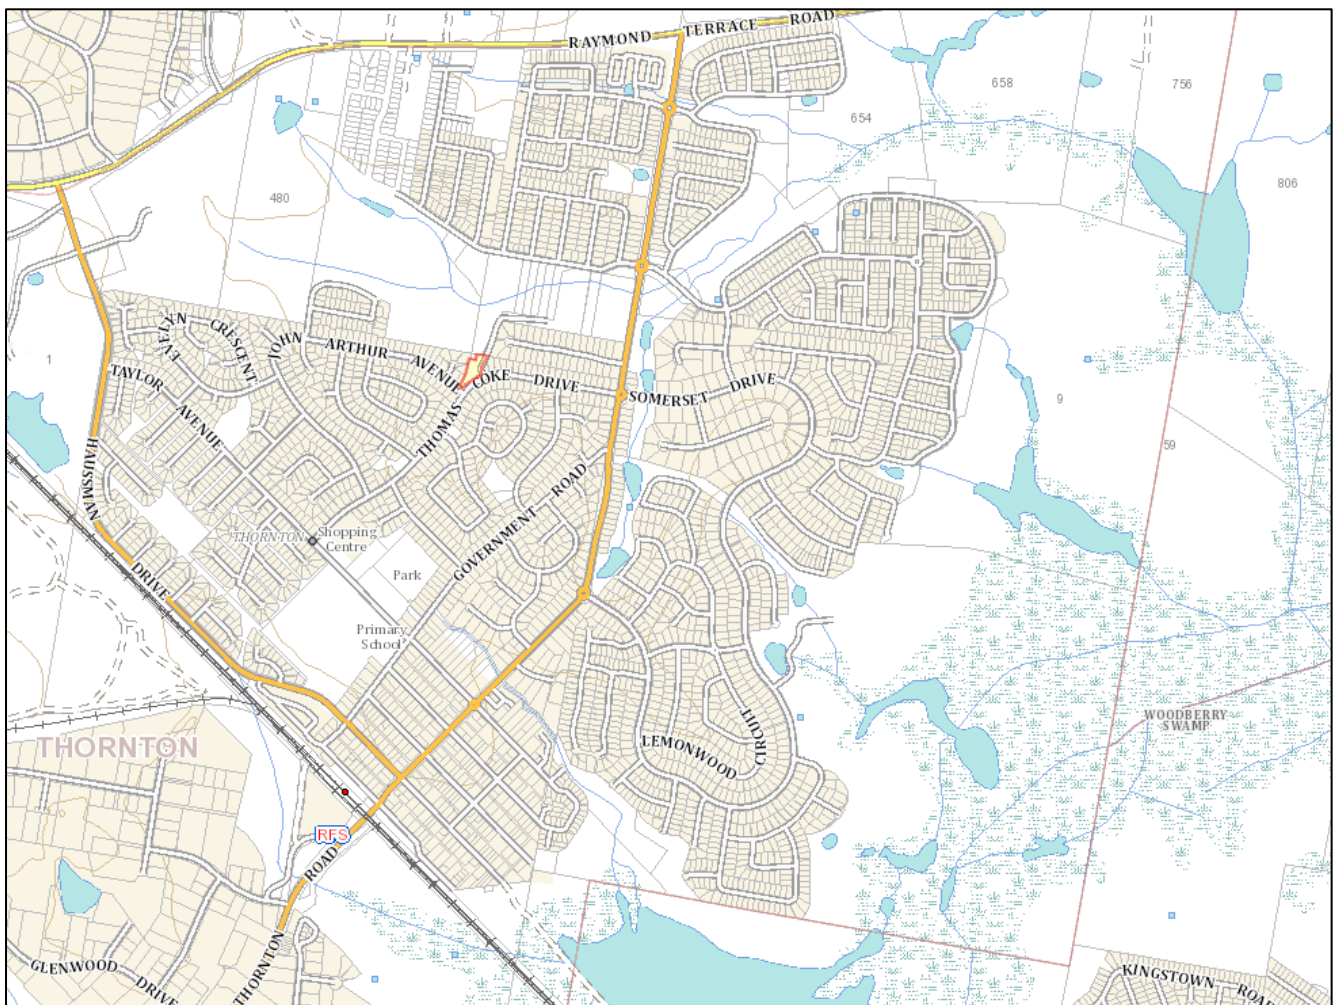 RAYMOND TERRACE ROAD
658
756
654
806
480
EVELYN CRESCENT
JOHN ARTHUR AVENUE
1
TAYLOR AVENUE
COKE DRIVE
SOMERSET DRIVE
THOMAS
9
59
HAUSSMAN DRIVE
GOVERNMENT ROAD
THORNTON
Shopping
Centre
Park
Primary
School
LEMONWOOD CIRCUIT
WOODBERRY
SWAMP
THORNTON
RFS
THORNTON ROAD
GLENWOOD DRIVE
KINGSTOWN ROAD